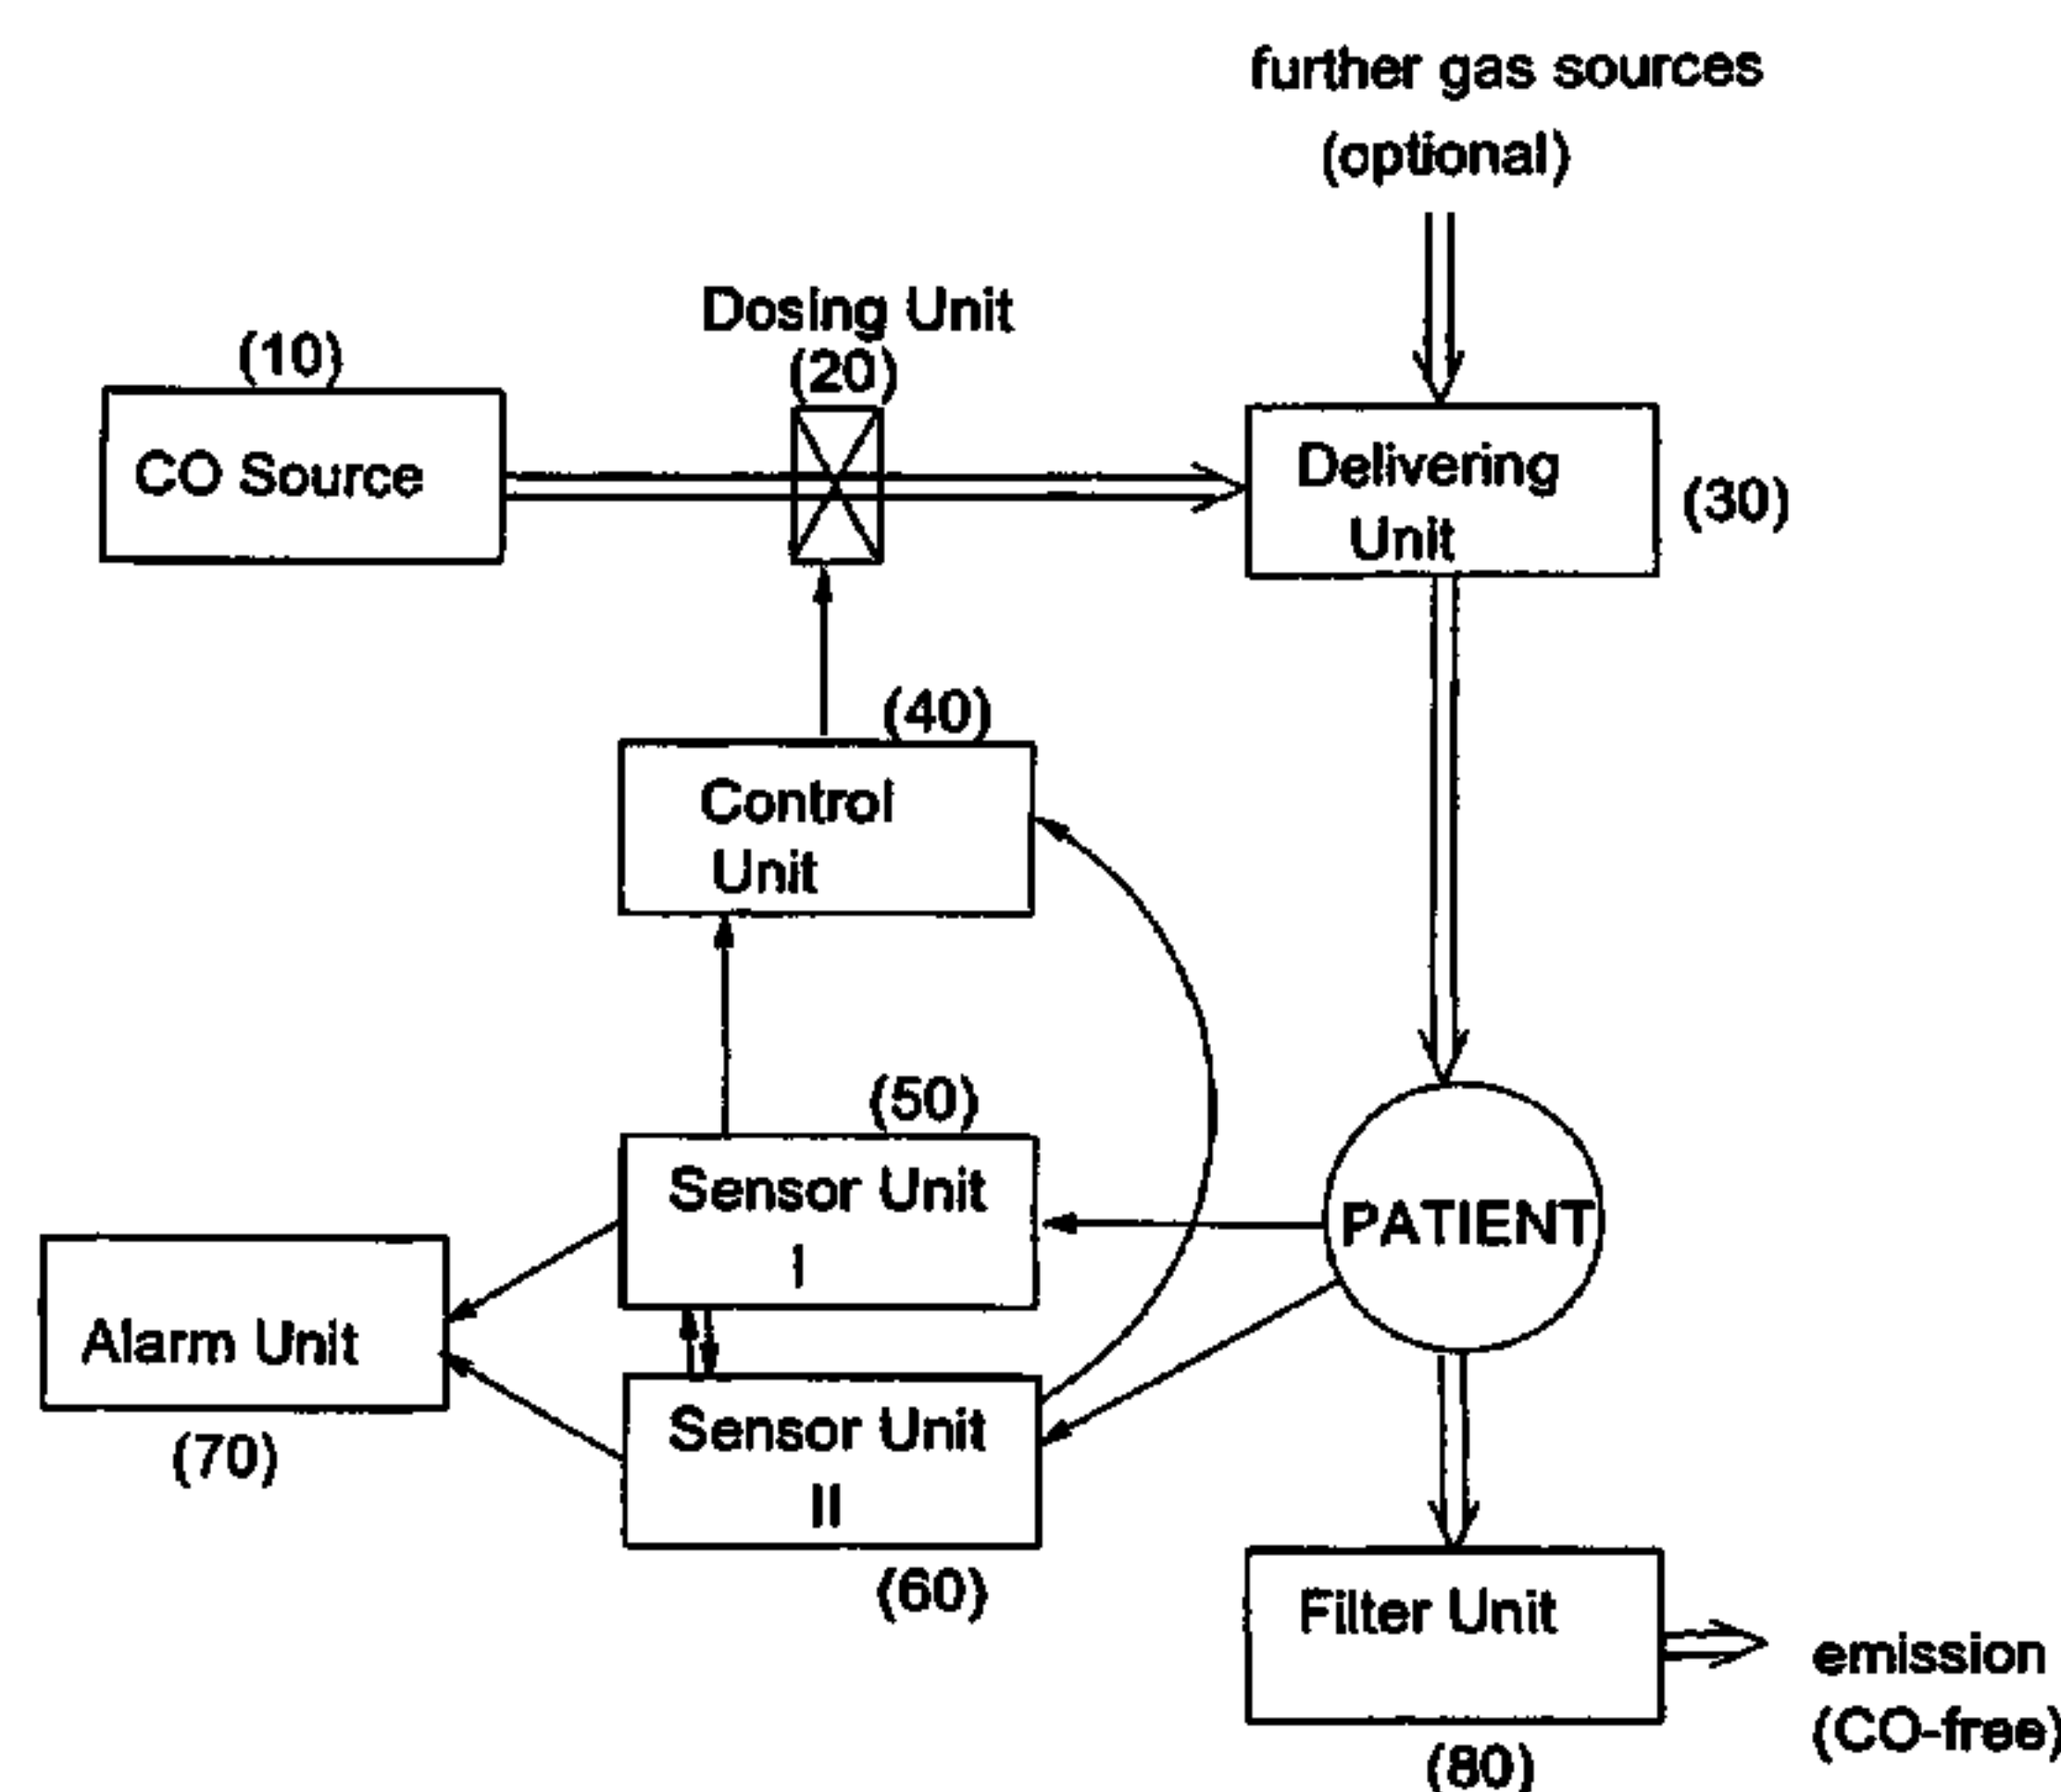 further gas sources
(optional)
Dosing Unit
(20)
(10)
CO Source
Delivering
Unit
(30)
(40)
Control
Unit
(50)
Sensor Unit
I
PATIENT
Alarm Unit
(70)
Sensor Unit
II
(60)
Filter Unit
(80)
emission
(CO-free)